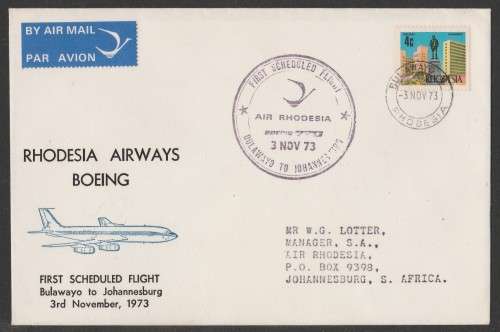 BY AIR MAIL
PAR AVION
FIRST SCHEDULED FLIGHT
AIR RHODESIA
BOEING 720
3 NOV 73
BULAWAYO TO JOHANNESBURG
4c
RHODESIA
BULAWAYO
-3 NOV 73
RHODESIA
RHODESIA AIRWAYS
BOEING
FIRST SCHEDULED FLIGHT
Bulawayo to Johannesburg
3rd November, 1973
MR W.G. LOTTER,
MANAGER, S.A.,
AIR RHODESIA,
P.O. BOX 9398,
JOHANNESBURG, S. AFRICA.